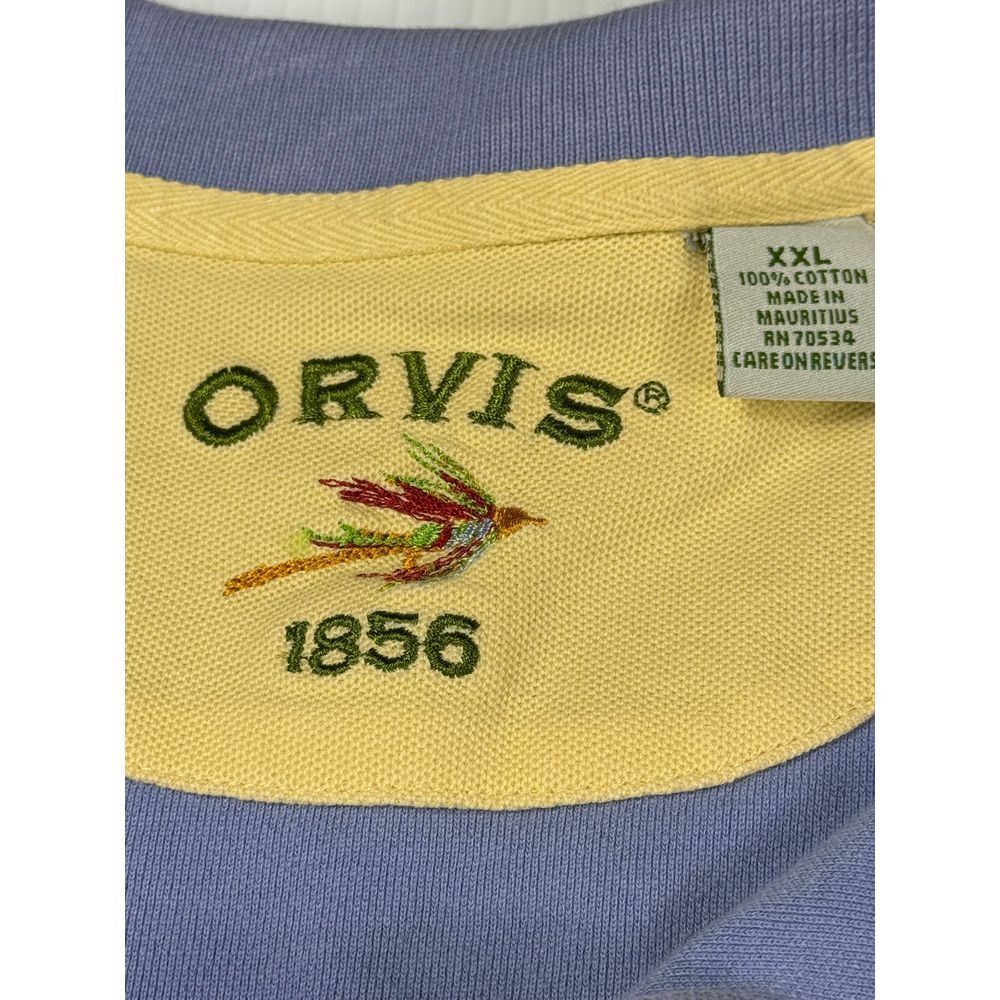 ORVIS®
1856
XXL
100% COTTON
MADE IN
MAURITIUS
RN 70534
CARE ON REVERS